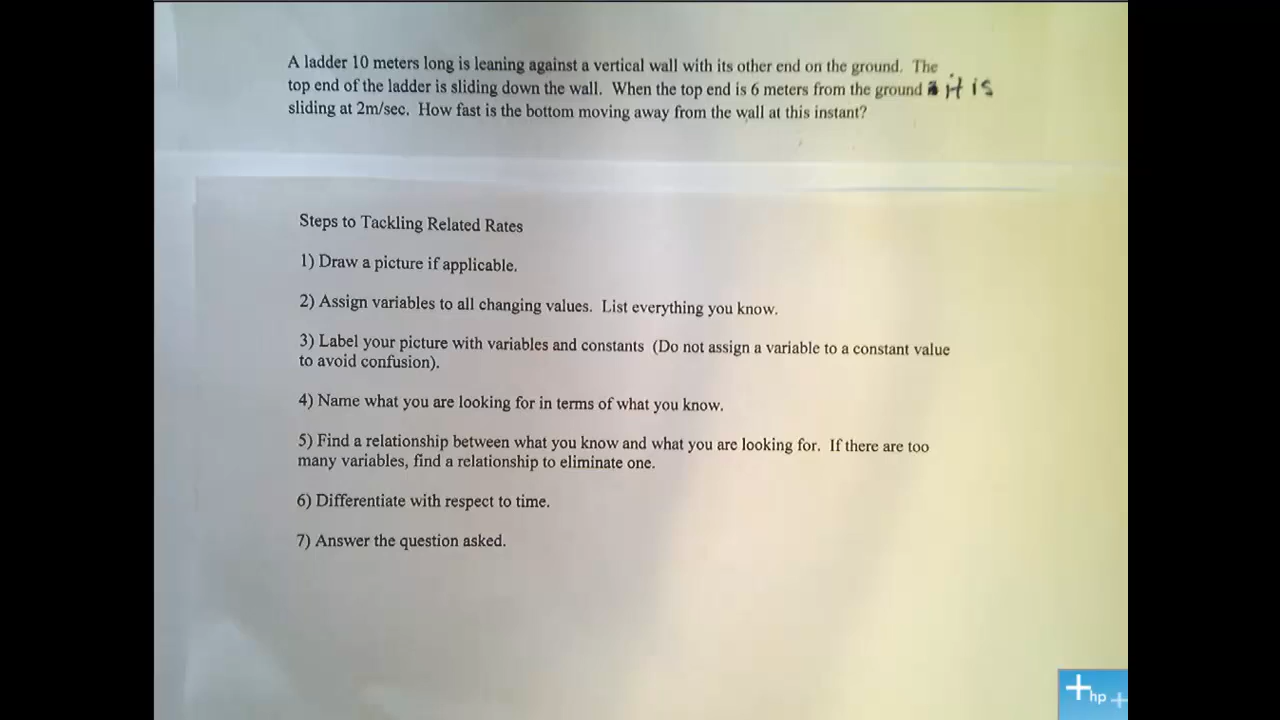 A ladder 10 meters long is leaning against a vertical wall with its other end on the ground. The
top end of the ladder is sliding down the wall. When the top end is 6 meters from the ground it is
sliding at 2m/sec. How fast is the bottom moving away from the wall at this instant?
Steps to Tackling Related Rates
1) Draw a picture if applicable.
2) Assign variables to all changing values. List everything you know.
3) Label your picture with variables and constants (Do not assign a variable to a constant value
to avoid confusion).
4) Name what you are looking for in terms of what you know.
5) Find a relationship between what you know and what you are looking for. If there are too
many variables, find a relationship to eliminate one.
6) Differentiate with respect to time.
7) Answer the question asked.
hp